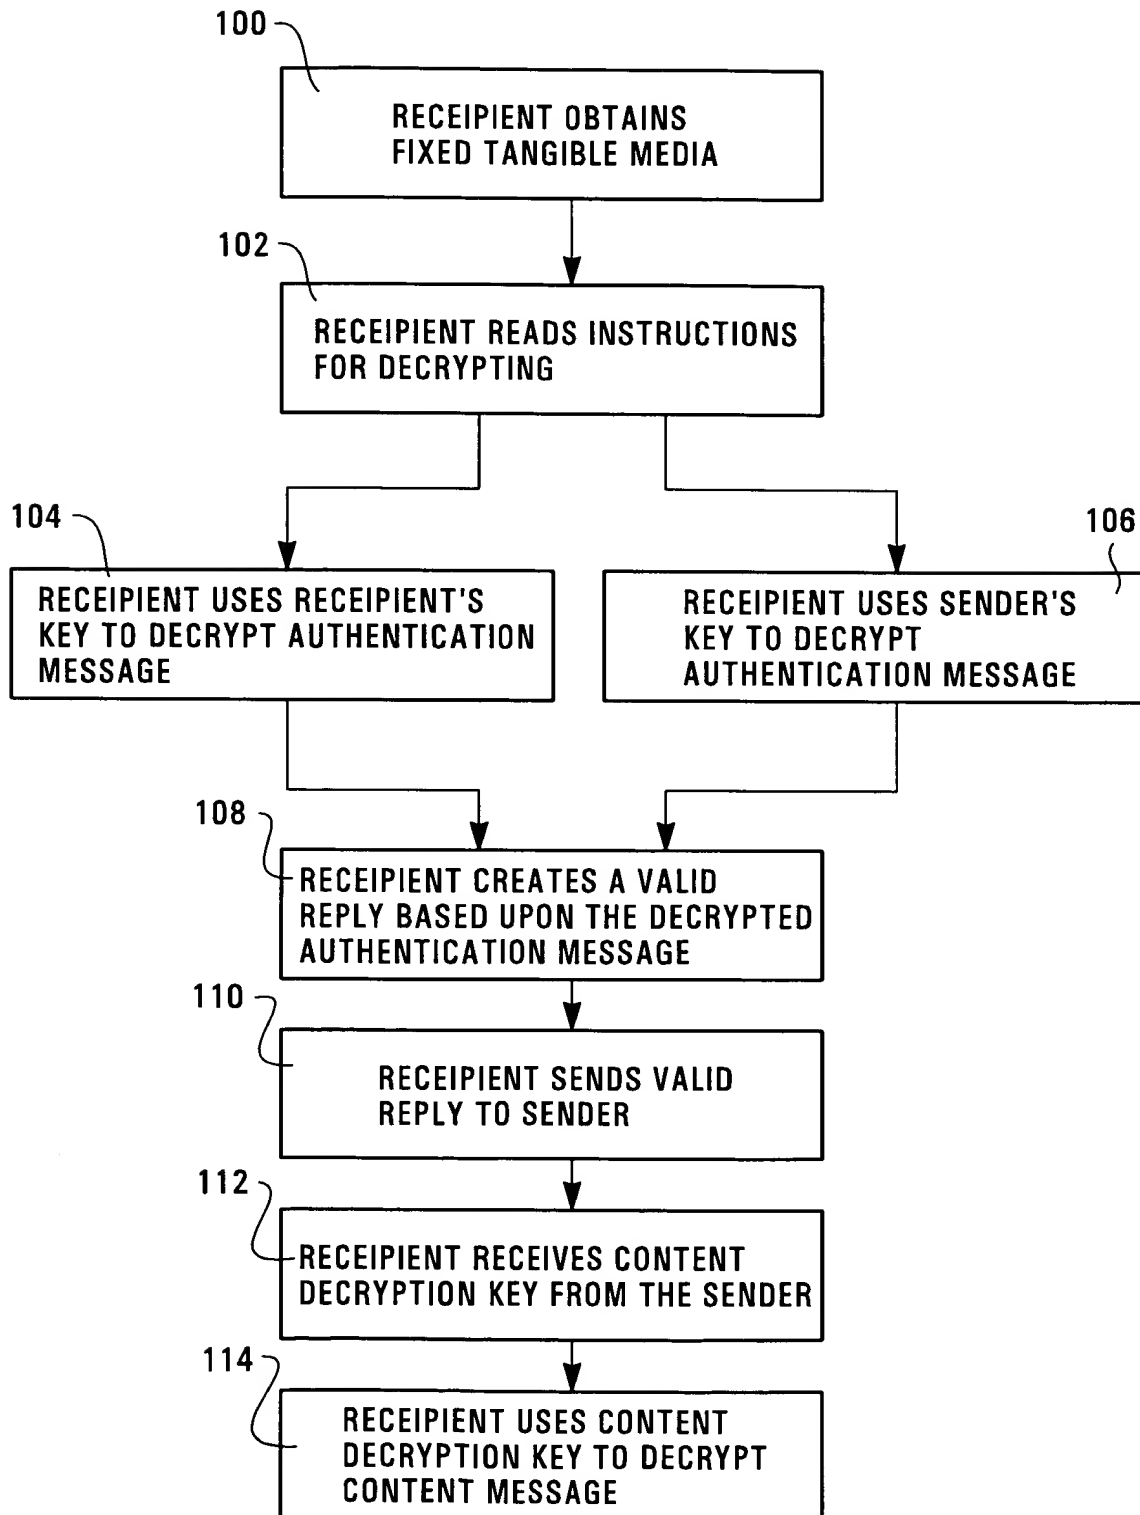 100
RECEIPIENT OBTAINS
FIXED TANGIBLE MEDIA
102
RECEIPIENT READS INSTRUCTIONS
FOR DECRYPTING
104
RECEIPIENT USES RECEIPIENT'S
KEY TO DECRYPT AUTHENTICATION
MESSAGE
106
RECEIPIENT USES SENDER'S
KEY TO DECRYPT
AUTHENTICATION MESSAGE
108
RECEIPIENT CREATES A VALID
REPLY BASED UPON THE DECRYPTED
AUTHENTICATION MESSAGE
110
RECEIPIENT SENDS VALID
REPLY TO SENDER
112
RECEIPIENT RECEIVES CONTENT
DECRYPTION KEY FROM THE SENDER
114
RECEIPIENT USES CONTENT
DECRYPTION KEY TO DECRYPT
CONTENT MESSAGE